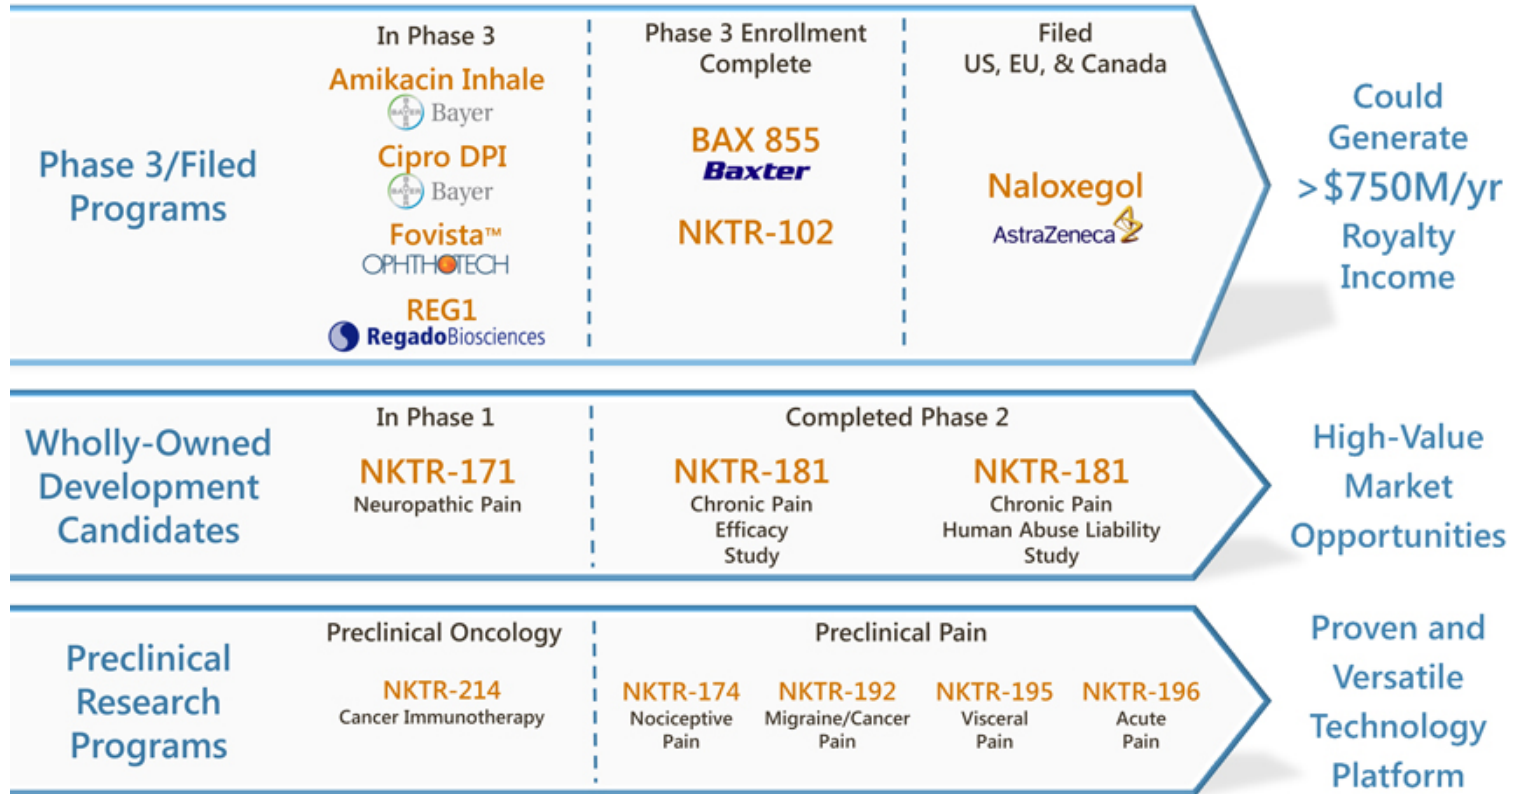 Phase 3/Filed
Programs
In Phase 3
Amikacin Inhale
BAYER Bayer
Cipro DPI
BAYER Bayer
Fovista™
OPHTHOTECH
REG1
RegadoBiosciences
Phase 3 Enrollment
Complete
BAX 855
Baxter
NKTR-102
Filed
US, EU, & Canada
Naloxegol
AstraZeneca
Could
Generate
>$750M/yr
Royalty
Income
Wholly-Owned
Development
Candidates
In Phase 1
NKTR-171
Neuropathic Pain
Completed Phase 2
NKTR-181
Chronic Pain
Efficacy
Study
NKTR-181
Chronic Pain
Human Abuse Liability
Study
High-Value
Market
Opportunities
Preclinical
Research
Programs
Preclinical Oncology
NKTR-214
Cancer Immunotherapy
Preclinical Pain
NKTR-174
Nociceptive
Pain
NKTR-192
Migraine/Cancer
Pain
NKTR-195
Visceral
Pain
NKTR-196
Acute
Pain
Proven and
Versatile
Technology
Platform